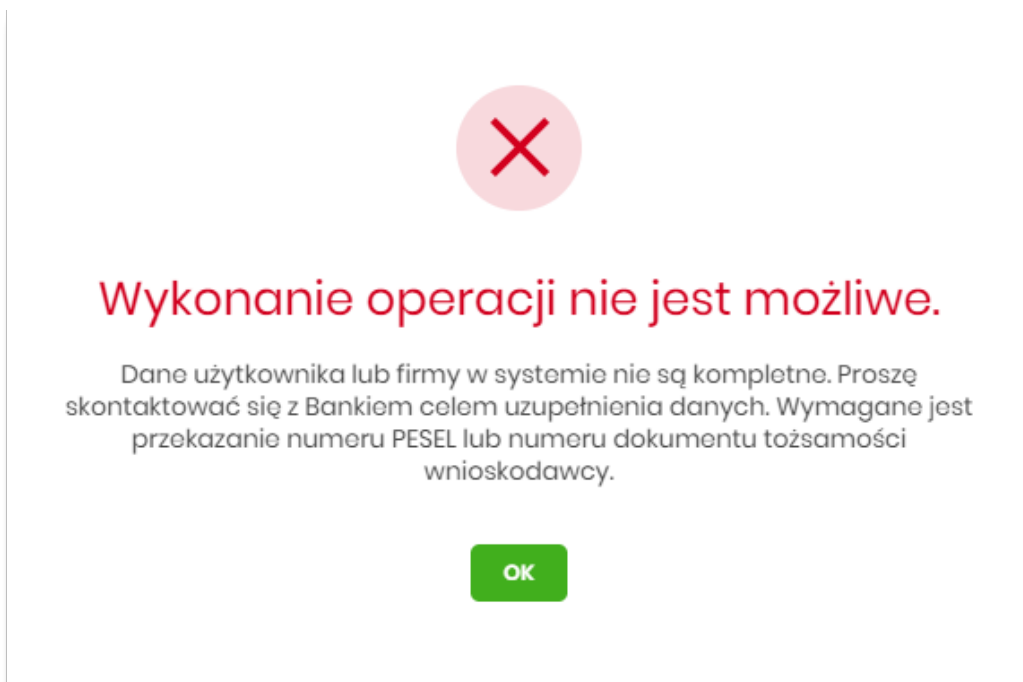 Wykonanie operacji nie jest możliwe.
Dane użytkownika lub firmy w systemie nie są kompletne. Proszę
skontaktować się z Bankiem celem uzupełnienia danych. Wymagane jest
przekazanie numeru PESEL lub numeru dokumentu tożsamości
wnioskodawcy.
OK